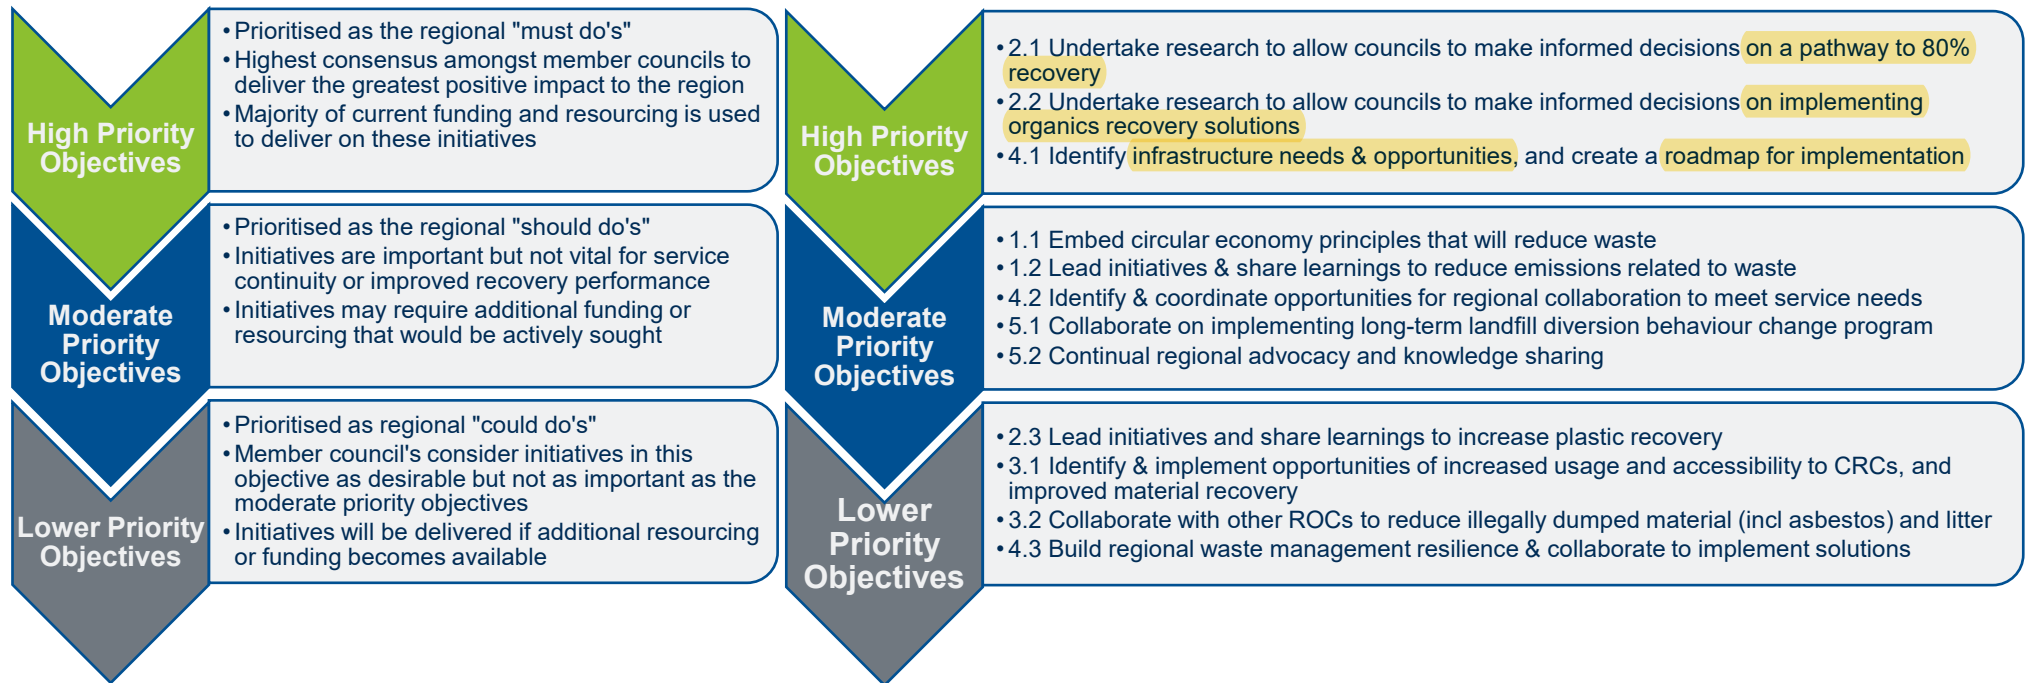 High Priority
Objectives
• Prioritised as the regional "must do's"
• Highest consensus amongst member councils to
deliver the greatest positive impact to the region
• Majority of current funding and resourcing is used
to deliver on these initiatives
Moderate
Priority
Objectives
• Prioritised as the regional "should do's"
• Initiatives are important but not vital for service
continuity or improved recovery performance
• Initiatives may require additional funding or
resourcing that would be actively sought
Lower Priority
Objectives
• Prioritised as regional "could do's"
• Member council's consider initiatives in this
objective as desirable but not as important as the
moderate priority objectives
• Initiatives will be delivered if additional resourcing
or funding becomes available
High Priority
Objectives
• 2.1 Undertake research to allow councils to make informed decisions on a pathway to 80%
recovery
• 2.2 Undertake research to allow councils to make informed decisions on implementing
organics recovery solutions
• 4.1 Identify infrastructure needs & opportunities, and create a roadmap for implementation
Moderate
Priority
Objectives
• 1.1 Embed circular economy principles that will reduce waste
• 1.2 Lead initiatives & share learnings to reduce emissions related to waste
• 4.2 Identify & coordinate opportunities for regional collaboration to meet service needs
• 5.1 Collaborate on implementing long-term landfill diversion behaviour change program
• 5.2 Continual regional advocacy and knowledge sharing
Lower
Priority
Objectives
• 2.3 Lead initiatives and share learnings to increase plastic recovery
• 3.1 Identify & implement opportunities of increased usage and accessibility to CRCs, and
improved material recovery
• 3.2 Collaborate with other ROCs to reduce illegally dumped material (incl asbestos) and litter
• 4.3 Build regional waste management resilience & collaborate to implement solutions